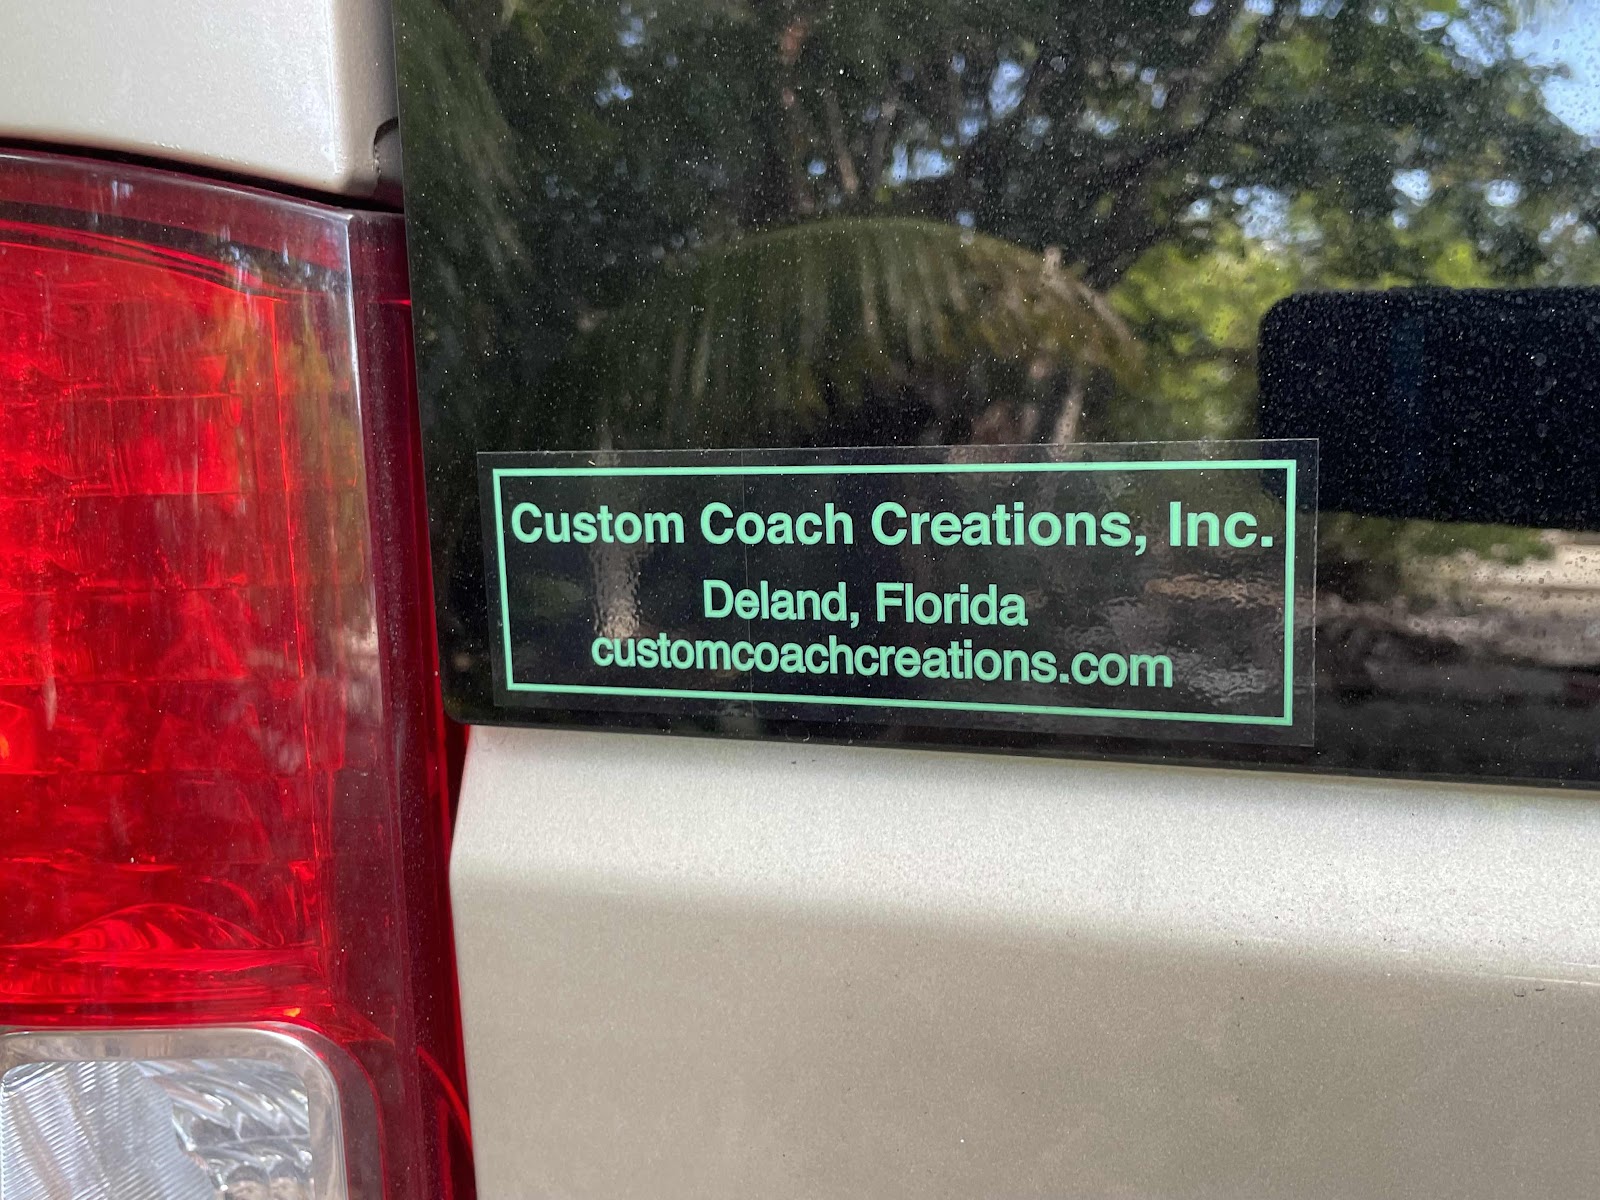 Custom Coach Creations, Inc.
Deland, Florida
customcoachcreations.com